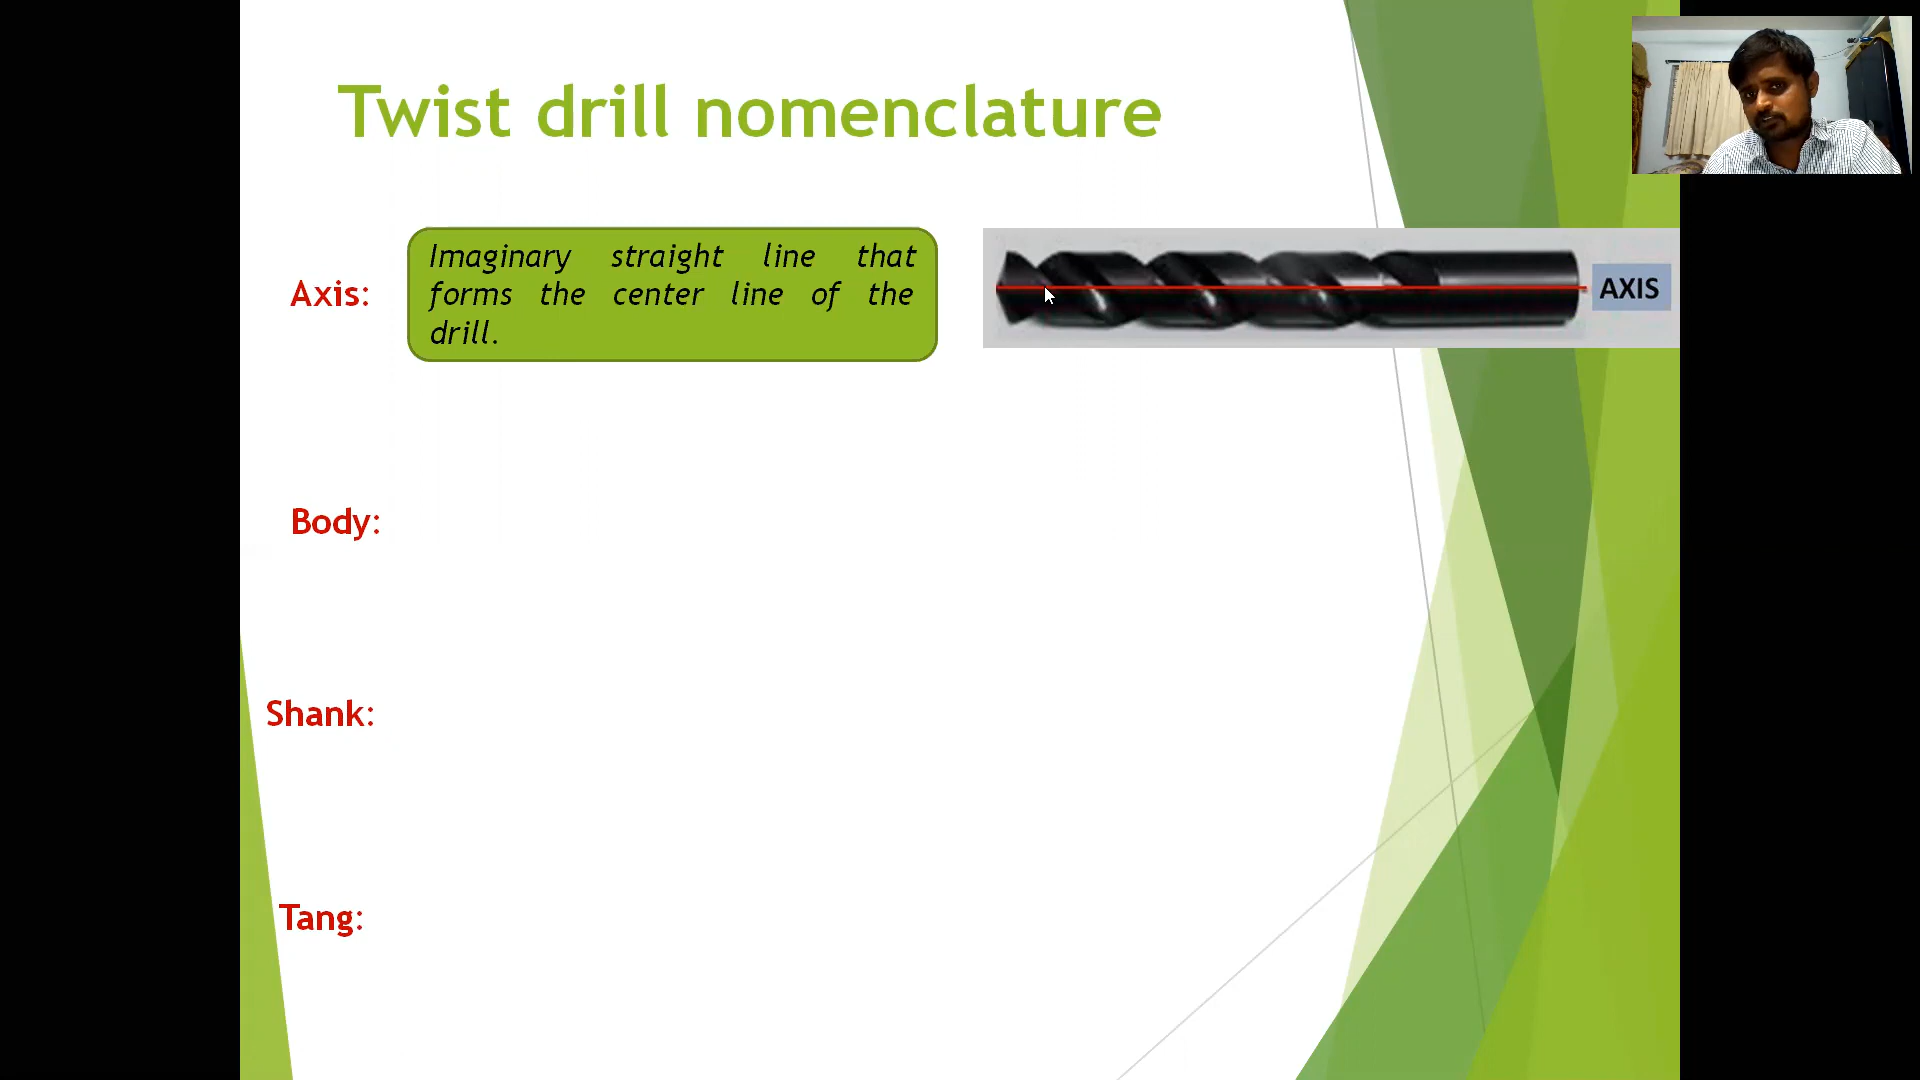 Twist drill nomenclature
Axis:
Imaginary straight line that
forms the center line of the
drill.
AXIS
Body:
Shank:
Tang: